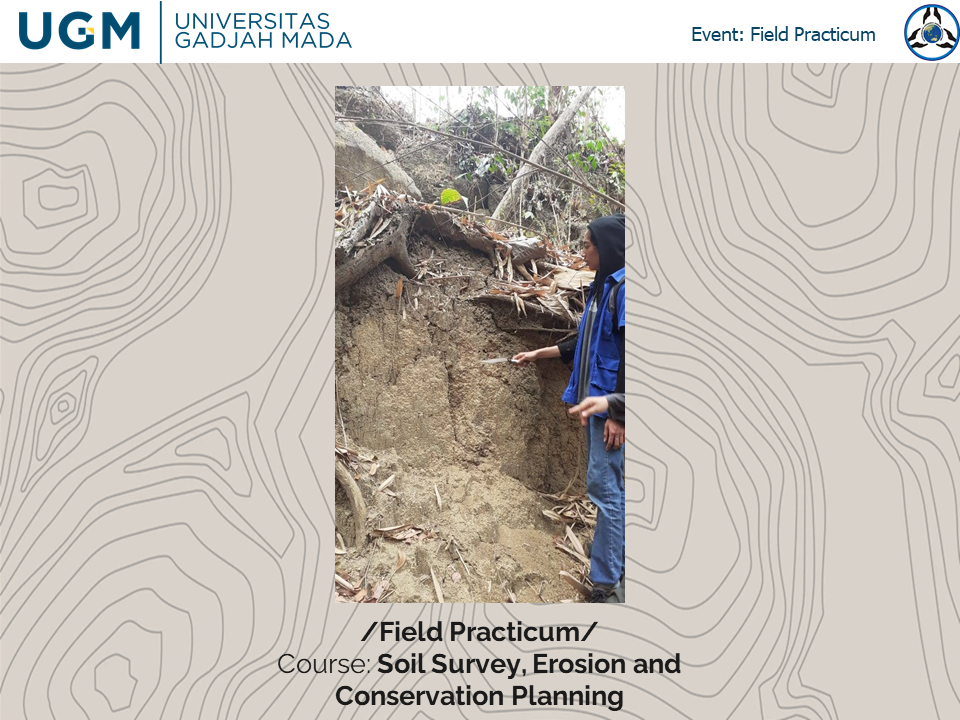 UGM
UNIVERSITAS
GADJAH MADA
Event: Field Practicum
/Field Practicum/
Course: Soil Survey, Erosion and
Conservation Planning